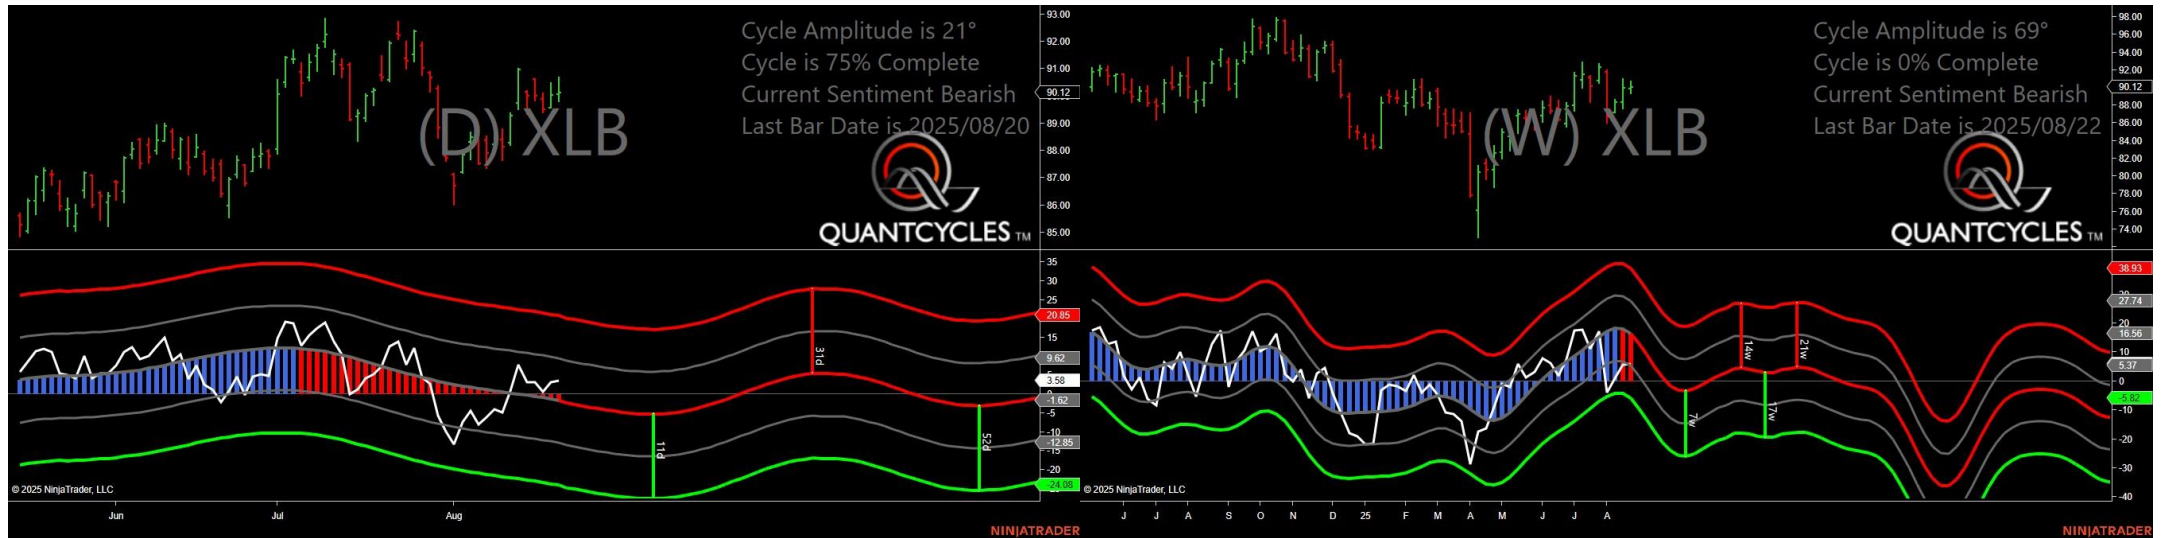 Cycle Amplitude is 21°
Cycle is 75% Complete
Current Sentiment Bearish
Last Bar Date is 2025/08/20
(D) XLB
QUANTCYCLES TM
93.00
92.00
91.00
90.12
89.00
88.00
87.00
86.00
85.00
35
30
25
20.85
15
9.62
3.58
-1.62
-5
-10
-12.85
-15
-20
-24.08
31d
11d
52d
© 2025 NinjaTrader, LLC
Jun Jul Aug
NINJATRADER
Cycle Amplitude is 69°
Cycle is 0% Complete
Current Sentiment Bearish
Last Bar Date is 2025/08/22
(W) XLB
QUANTCYCLES TM
98.00
96.00
94.00
92.00
90.12
88.00
86.00
84.00
82.00
80.00
78.00
76.00
74.00
38.93
27.74
20
16.56
10
5.37
0
-5.82
-10
-20
-30
-40
14w
21w
7w
17w
© 2025 NinjaTrader, LLC
J J A S O N D 25 F M A M J J A
NINJATRADER